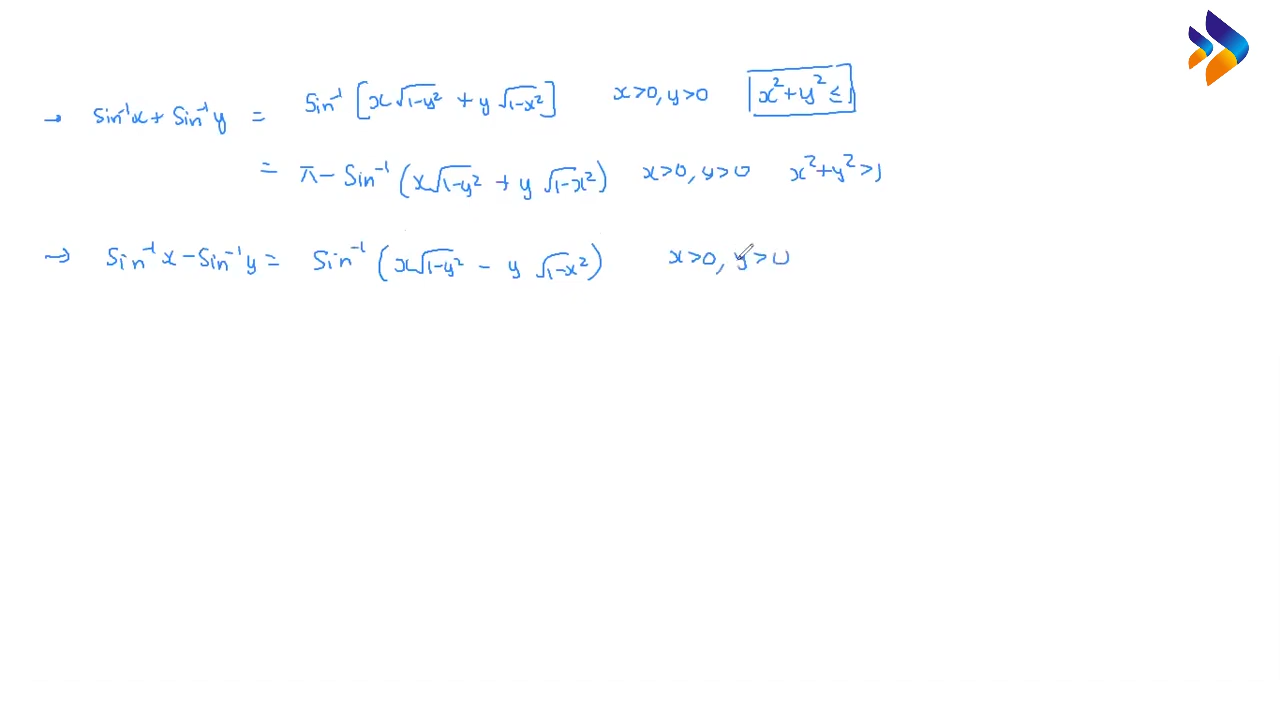 → Sin⁻¹x + Sin⁻¹y = Sin⁻¹[x√1-y² + y√1-x²] x>0, y>0 x²+y² ≤ 1
= π - Sin⁻¹(x√1-y² + y√1-x²) x>0, y>0 x²+y² > 1
⇒ Sin⁻¹x - Sin⁻¹y = Sin⁻¹(x√1-y² - y√1-x²) x>0, y>0